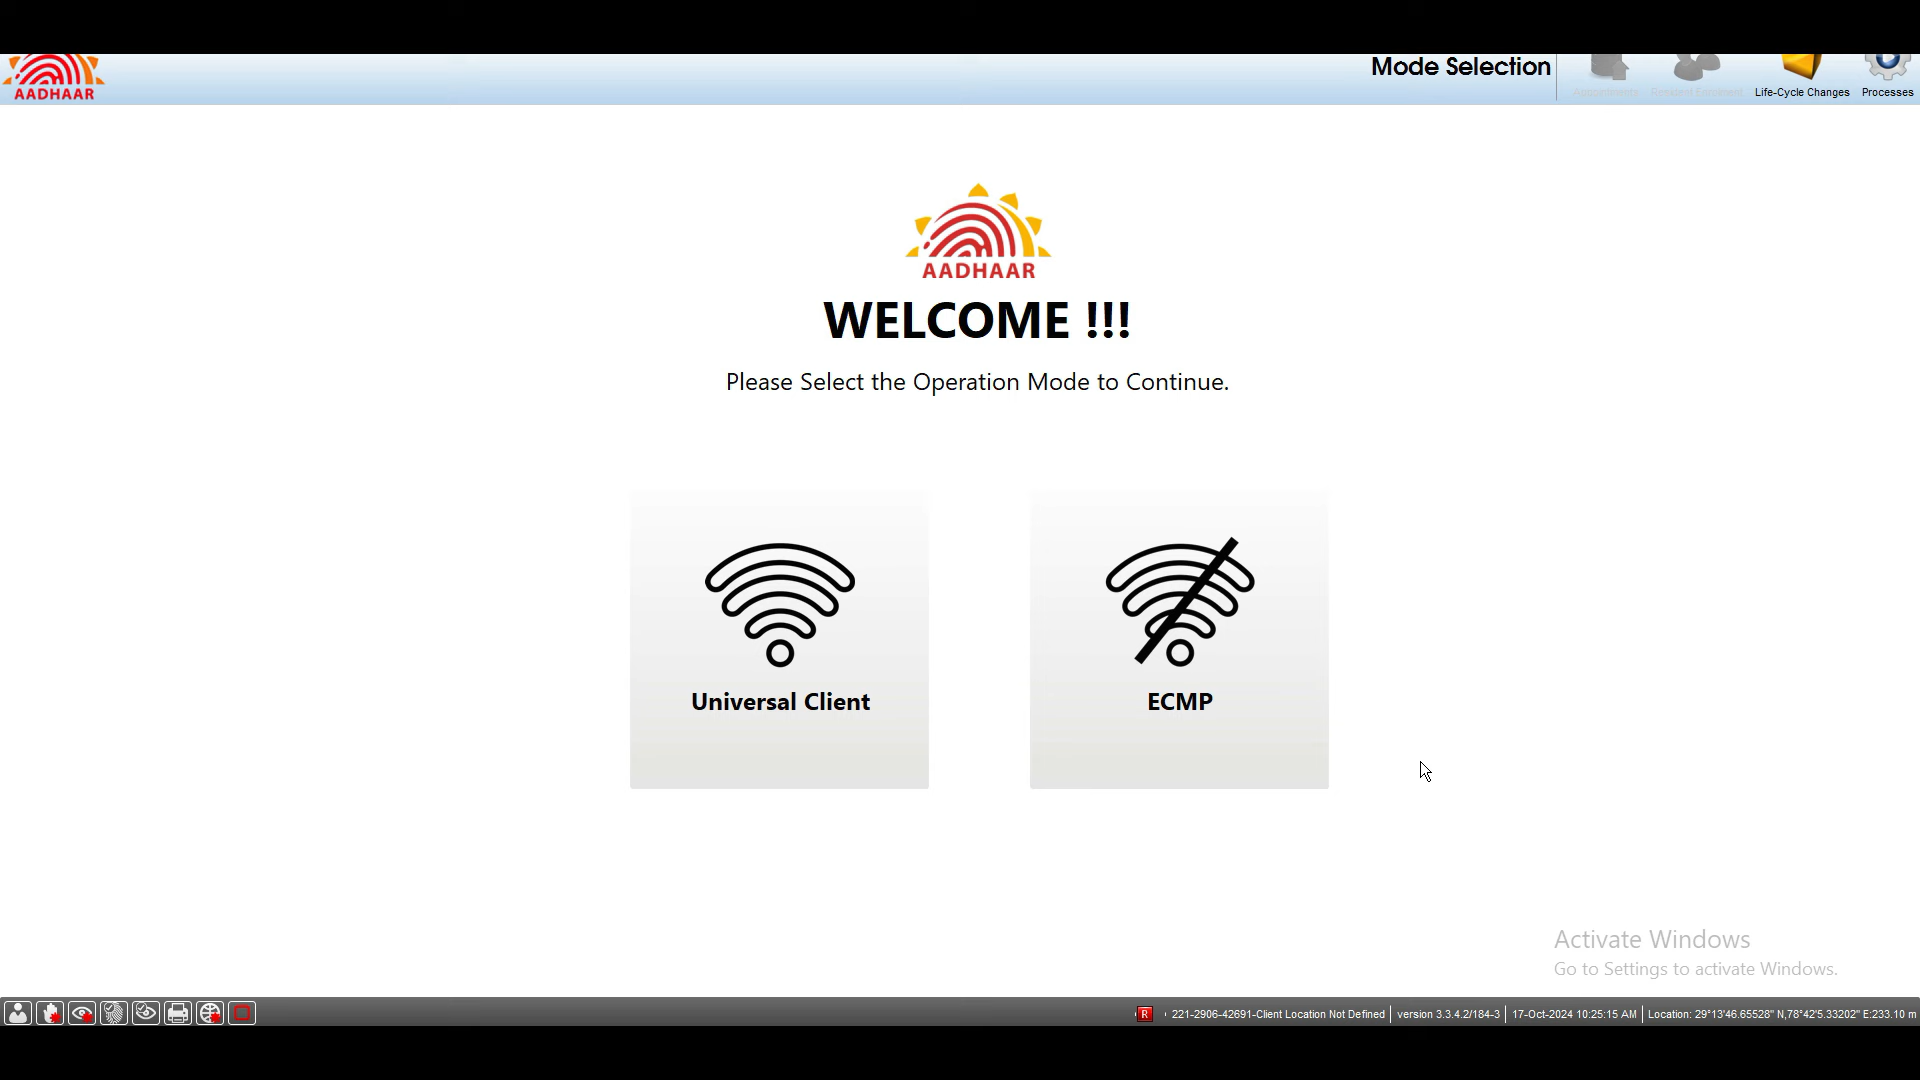 AADHAAR
Mode Selection
Appointments
Resident Enrolment
Life-Cycle Changes
Processes
AADHAAR
WELCOME !!!
Please Select the Operation Mode to Continue.
Universal Client
ECMP
Activate Windows
Go to Settings to activate Windows.
R
221-2906-42691-Client Location Not Defined
version 3.3.4.2/184-3
17-Oct-2024 10:25:15 AM
Location: 29°13'46.65528" N,78°42'5.33202" E:233.10 m